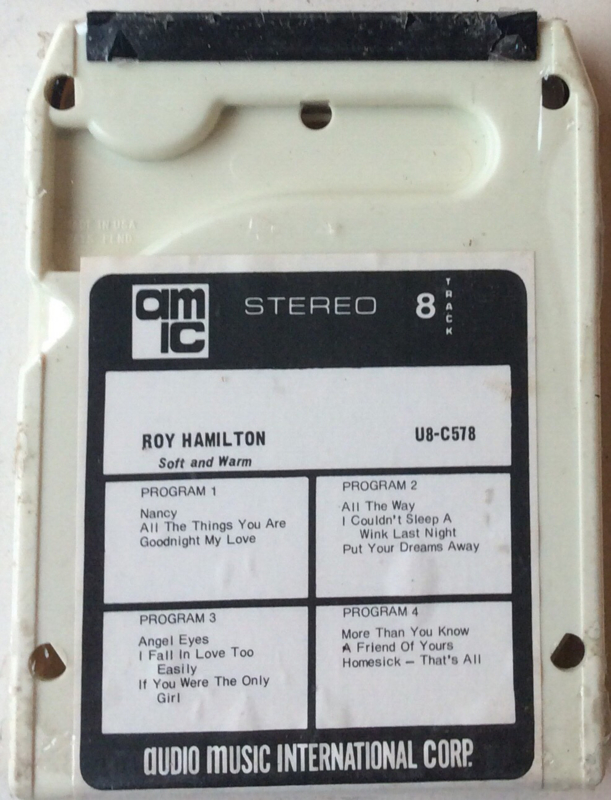 am
ic
STEREO 8 TRACK
ROY HAMILTON U8-C578
Soft and Warm
PROGRAM 1
Nancy
All The Things You Are
Goodnight My Love
PROGRAM 2
All The Way
I Couldn't Sleep A
Wink Last Night
Put Your Dreams Away
PROGRAM 3
Angel Eyes
I Fall In Love Too
Easily
If You Were The Only
Girl
PROGRAM 4
More Than You Know
A Friend Of Yours
Homesick – That's All
AUDIO MUSIC INTERNATIONAL CORP.